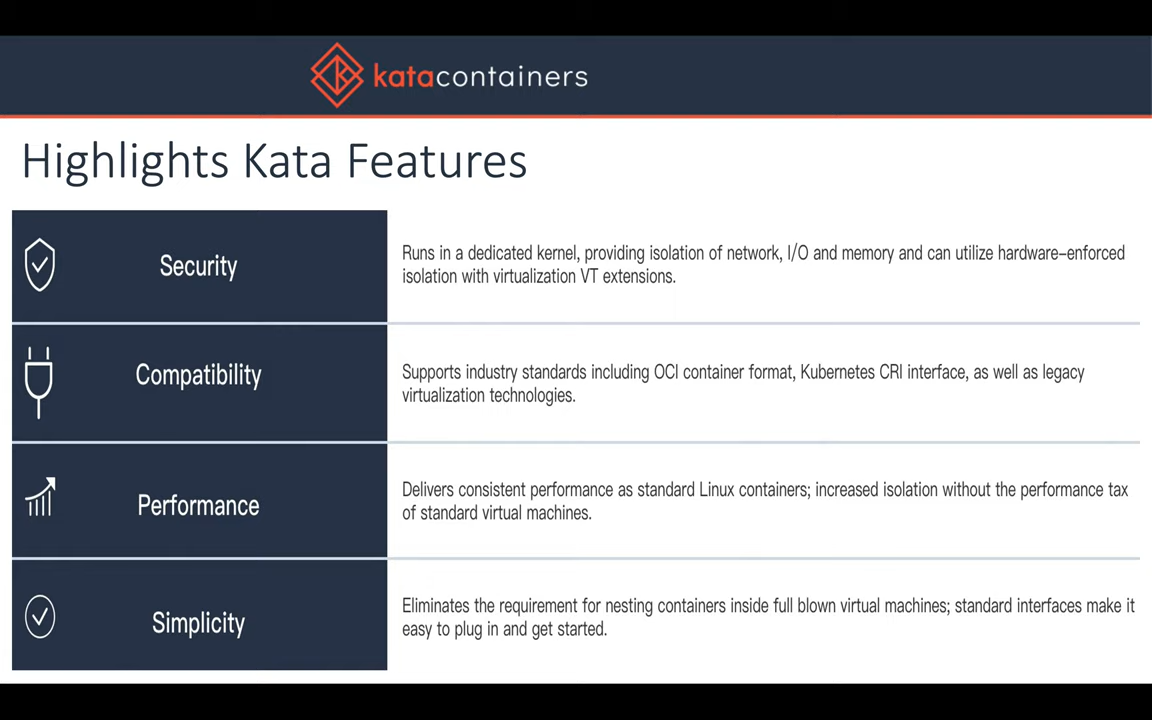 katacontainers
Highlights Kata Features
Security
Runs in a dedicated kernel, providing isolation of network, I/O and memory and can utilize hardware-enforced
isolation with virtualization VT extensions.
Compatibility
Supports industry standards including OCI container format, Kubernetes CRI interface, as well as legacy
virtualization technologies.
Performance
Delivers consistent performance as standard Linux containers; increased isolation without the performance tax
of standard virtual machines.
Simplicity
Eliminates the requirement for nesting containers inside full blown virtual machines; standard interfaces make it
easy to plug in and get started.